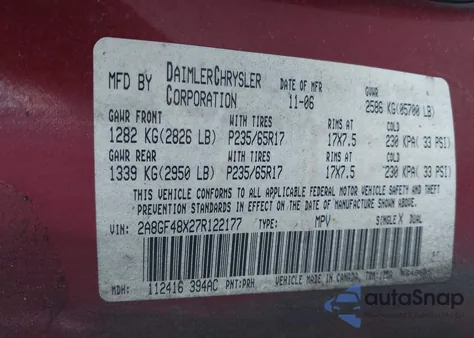 MFD BY DAIMLERCHRYSLER CORPORATION DATE OF MFR 11-06 GVWR 2586 KG(05700 LB)
GAWR FRONT WITH TIRES RIMS AT COLD
1282 KG(2826 LB) P235/65R17 17X7.5 230 KPA( 33 PSI)
GAWR REAR WITH TIRES RIMS AT COLD
1339 KG(2950 LB) P235/65R17 17X7.5 230 KPA( 33 PSI)
THIS VEHICLE CONFORMS TO ALL APPLICABLE FEDERAL MOTOR VEHICLE SAFETY AND
THEFT PREVENTION STANDARDS IN EFFECT ON THE DATE OF MANUFACTURE SHOWN ABOVE
VIN: 2A8GF48X27R122177 TYPE: MPV SINGLE X DUAL
MDH: 112416 394AC PNT:PRH VEHICLE MADE IN CANADA
autoSnap